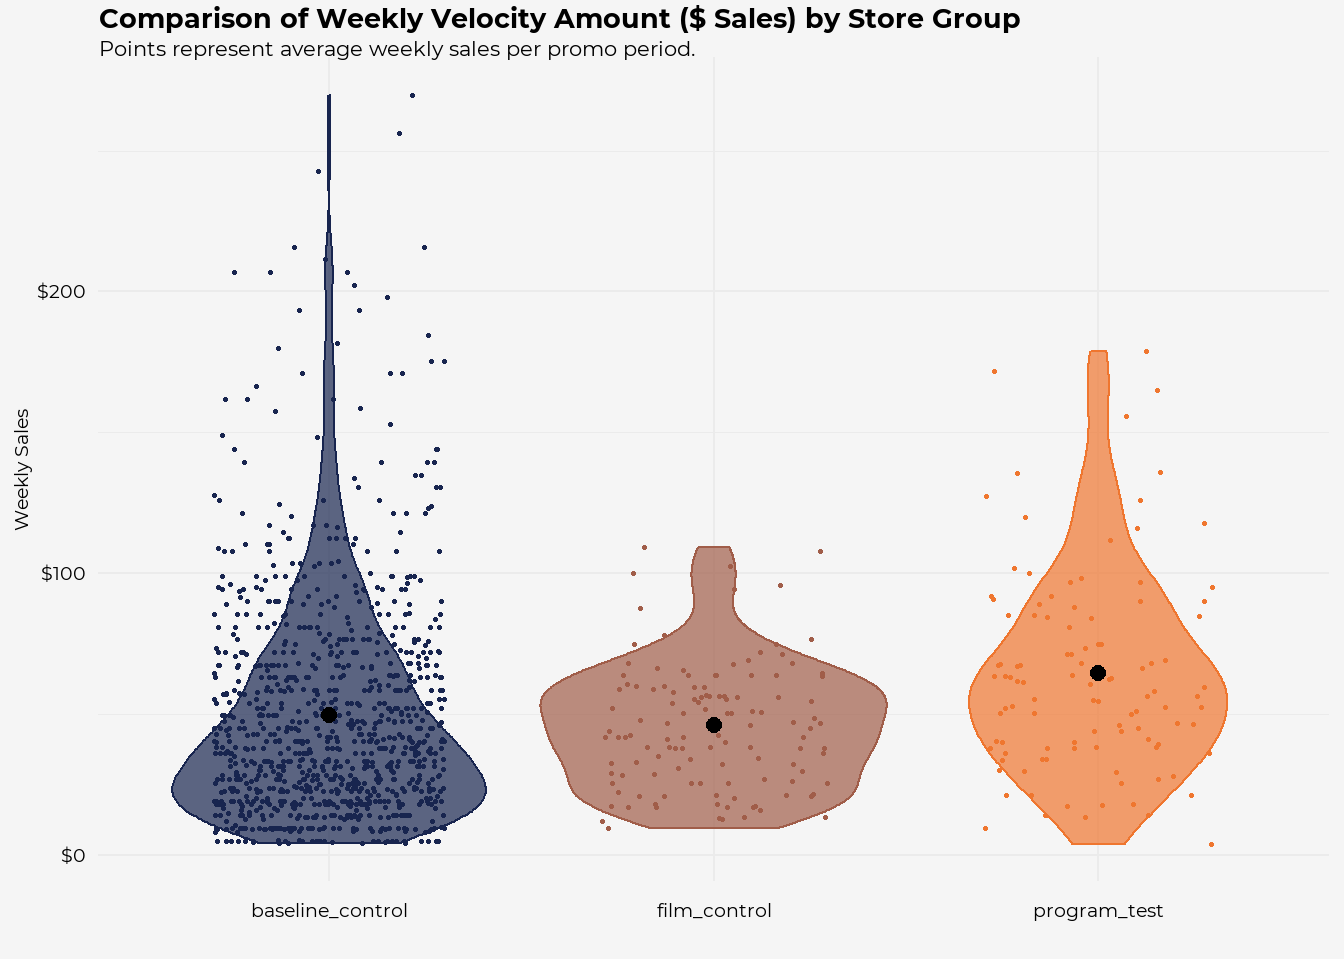 Comparison of Weekly Velocity Amount ($ Sales) by Store Group
Points represent average weekly sales per promo period.
$200
$100
$0
Weekly Sales
baseline_control
film_control
program_test